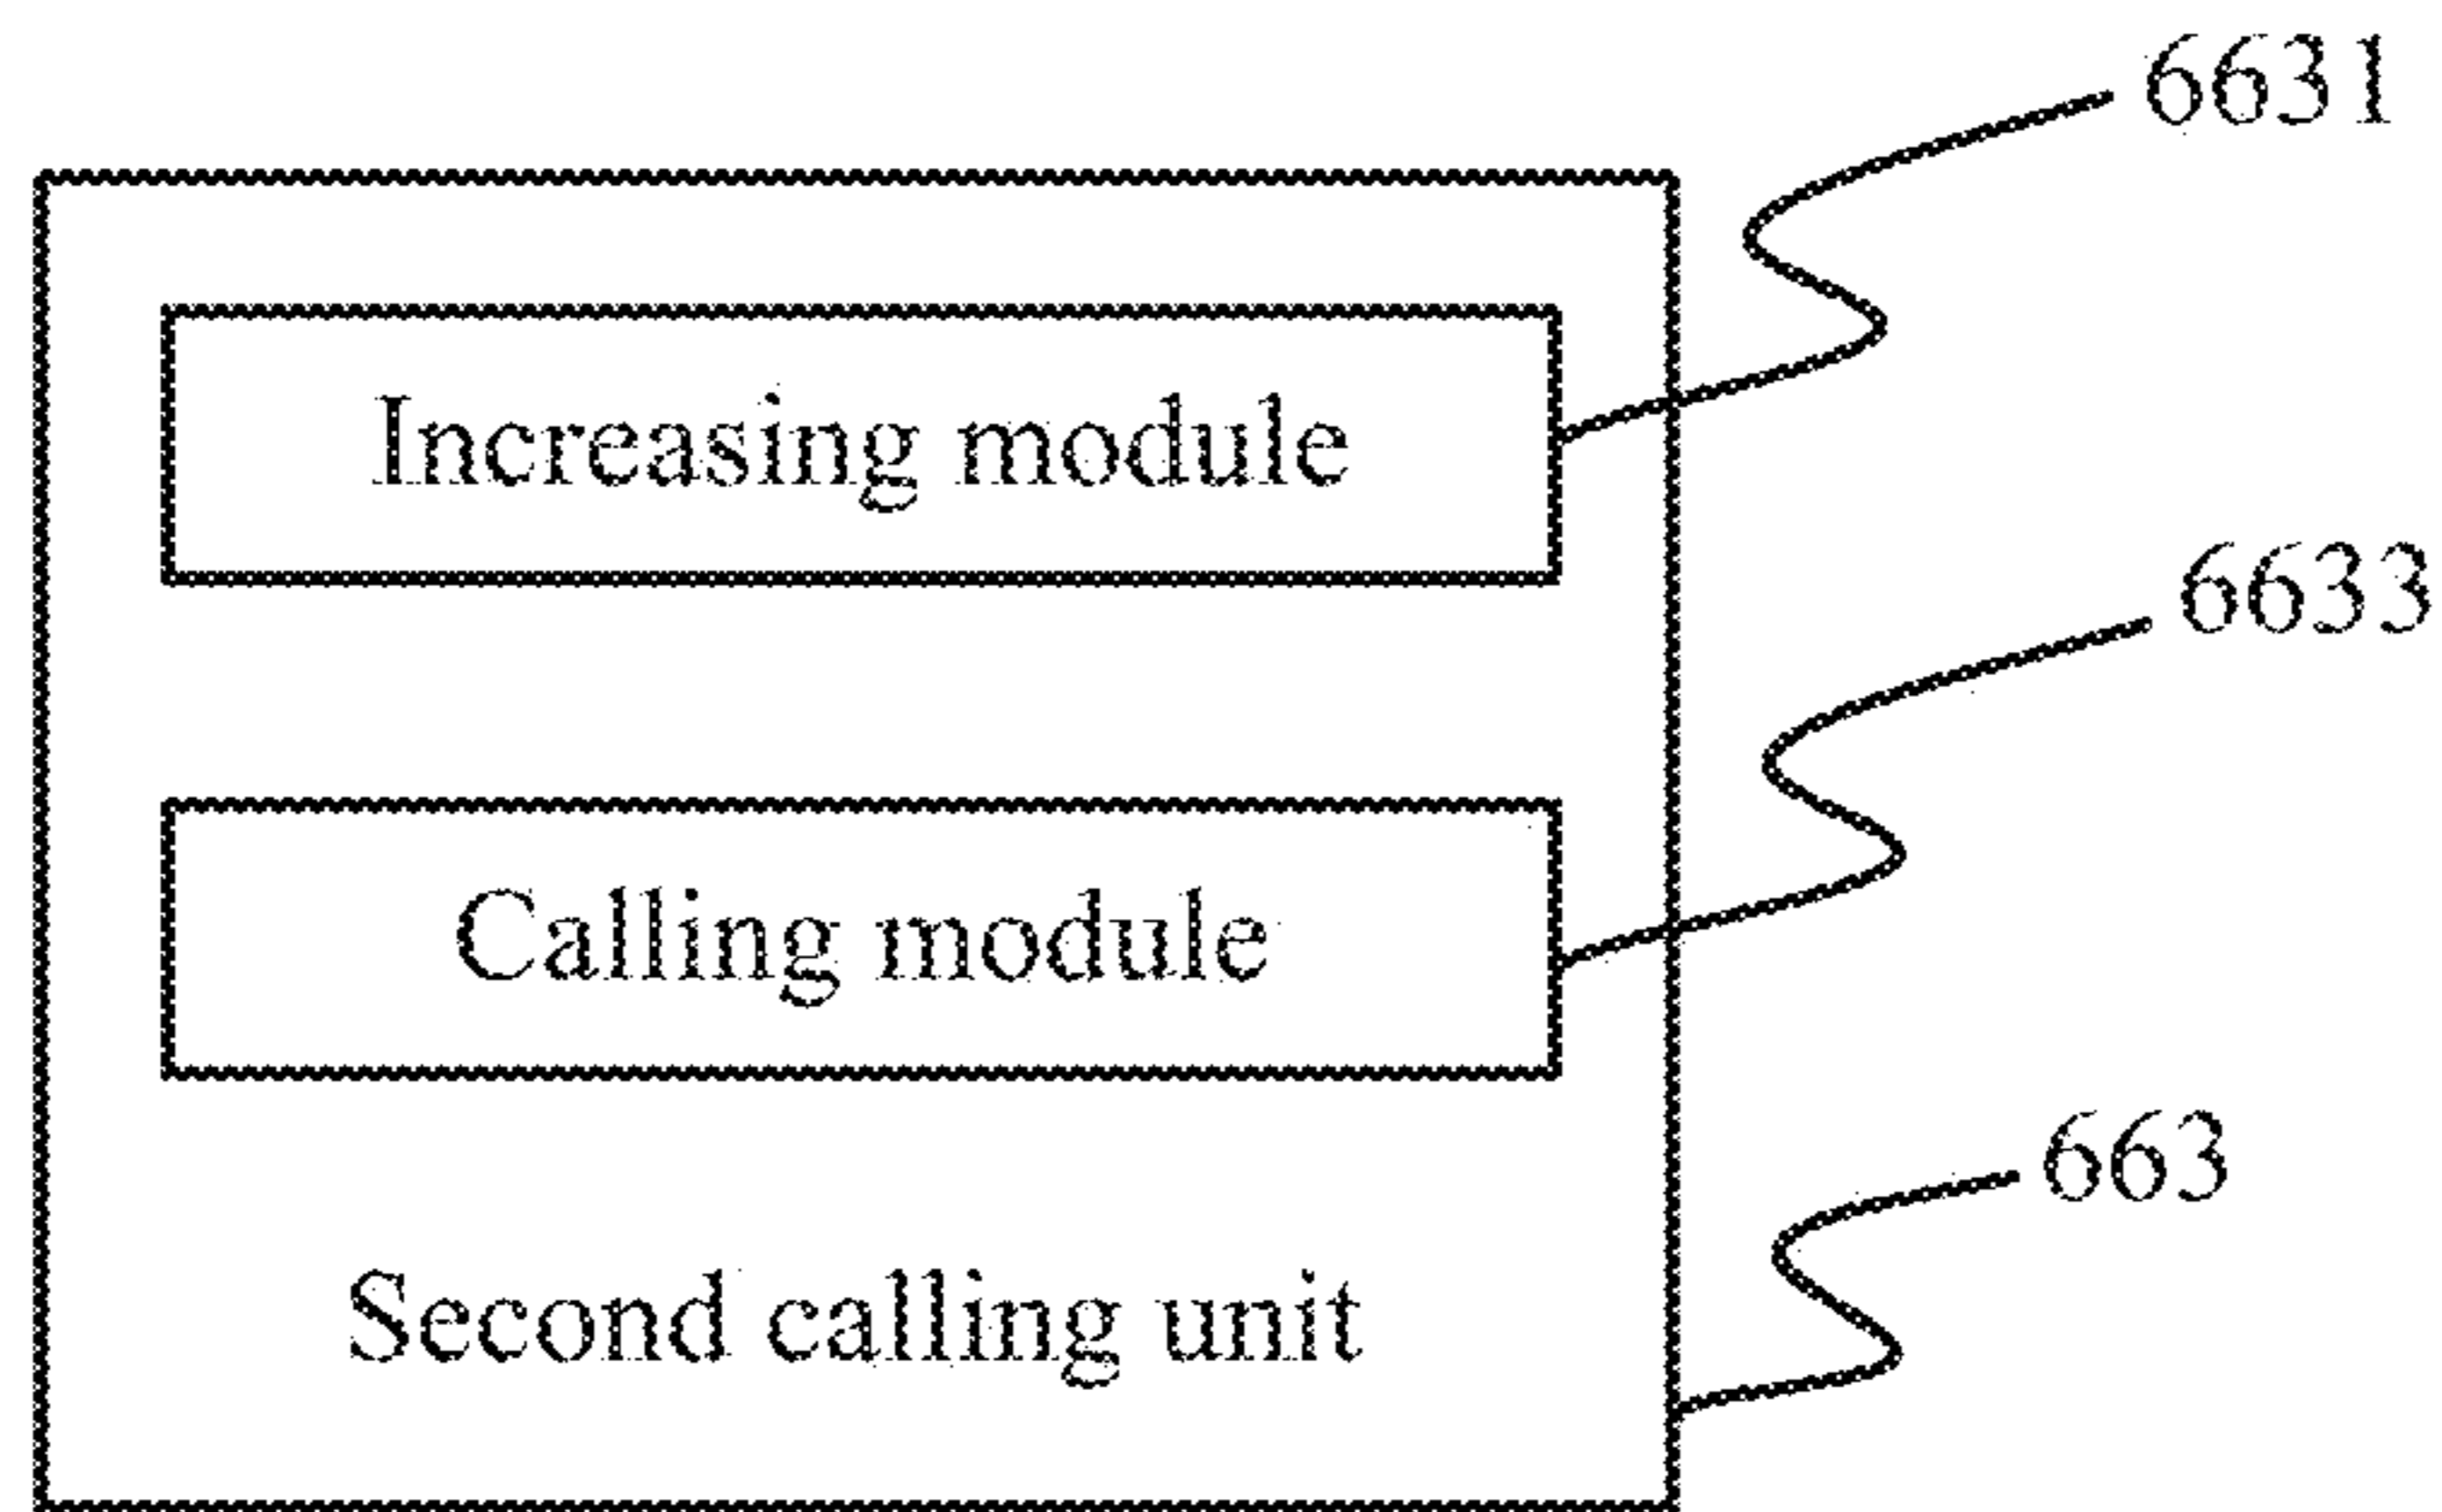 6631
Increasing module
6633
Calling module
663
Second calling unit